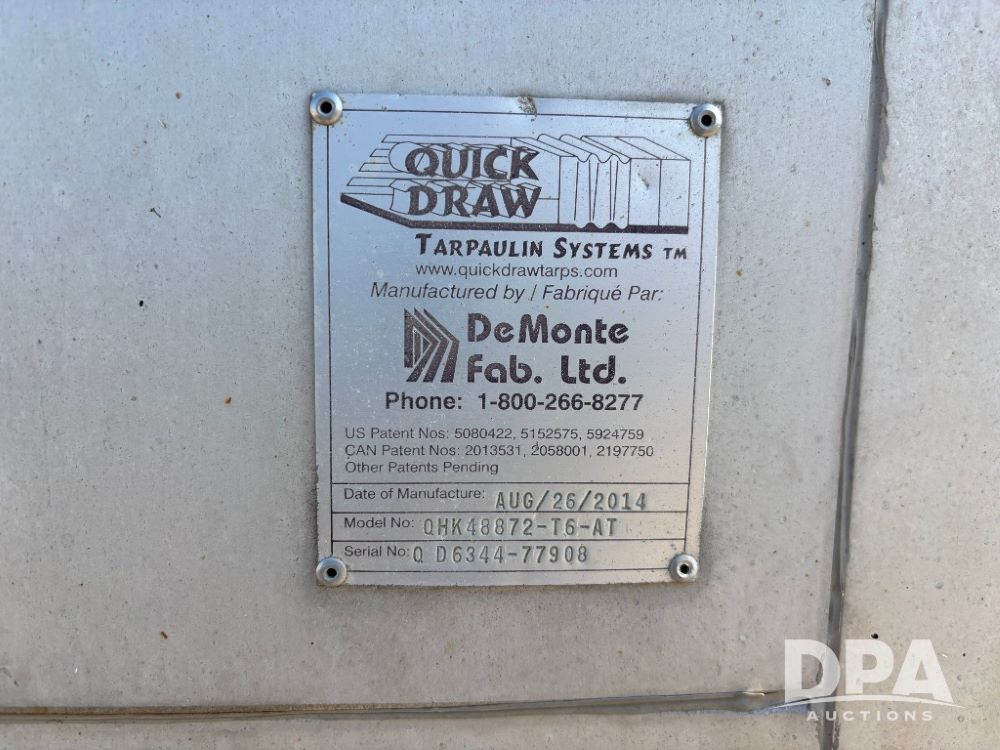 QUICK
DRAW
TARPAULIN SYSTEMS TM
www.quickdrawtarps.com
Manufactured by / Fabriqué Par:
DeMonte
Fab. Ltd.
Phone: 1-800-266-8277
US Patent Nos: 5080422, 5152575, 5924759
CAN Patent Nos: 2013531, 2058001, 2197750
Other Patents Pending
Date of Manufacture: AUG/26/2014
Model No: QHK48872-T6-AT
Serial No: Q D6344-77908
DPA
AUCTIONS